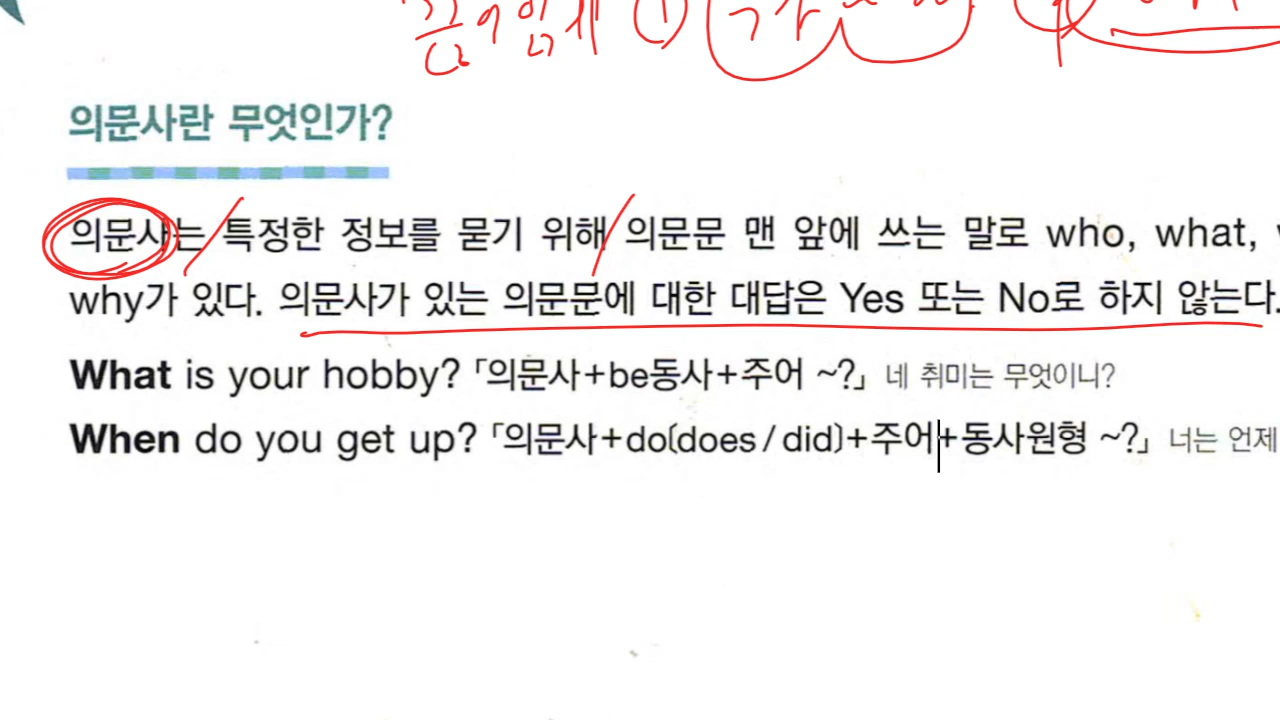 의문사란 무엇인가?
의문사는 특정한 정보를 묻기 위해 의문문 맨 앞에 쓰는 말로 who, what,
why가 있다. 의문사가 있는 의문문에 대한 대답은 Yes 또는 No로 하지 않는다.
What is your hobby? 「의문사+be동사+주어 ~?」 네 취미는 무엇이니?
When do you get up? 「의문사+do(does / did)+주어+동사원형 ~?」 너는 언제